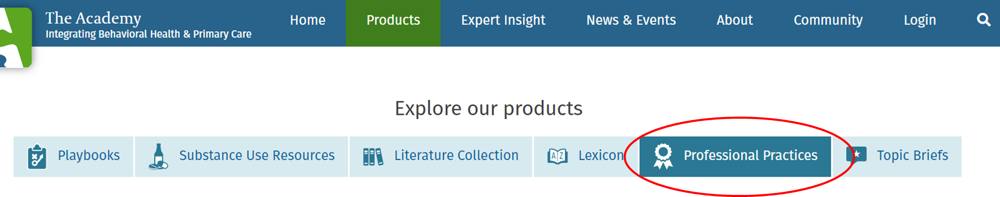 The Academy
Integrating Behavioral Health & Primary Care
Home Products Expert Insight News & Events About Community Login
Explore our products
Playbooks Substance Use Resources Literature Collection A Z Lexicon Professional Practices Topic Briefs